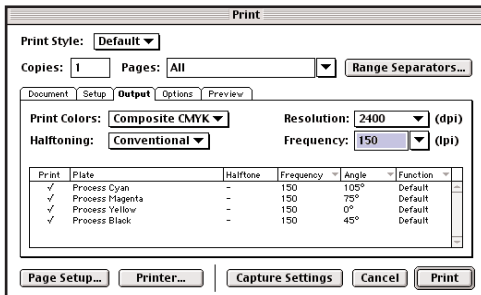 Print
Print Style: Default
Copies: 1 Pages: All Range Separators...
Document Setup Output Options Preview
Print Colors: Composite CMYK Resolution: 2400 (dpi)
Halftoning: Conventional Frequency: 150 (lpi)
Print Plate Halftone Frequency Angle Function
√ Process Cyan - 150 105° Default
√ Process Magenta - 150 75° Default
√ Process Yellow - 150 0° Default
√ Process Black - 150 45° Default
Page Setup... Printer... Capture Settings Cancel Print